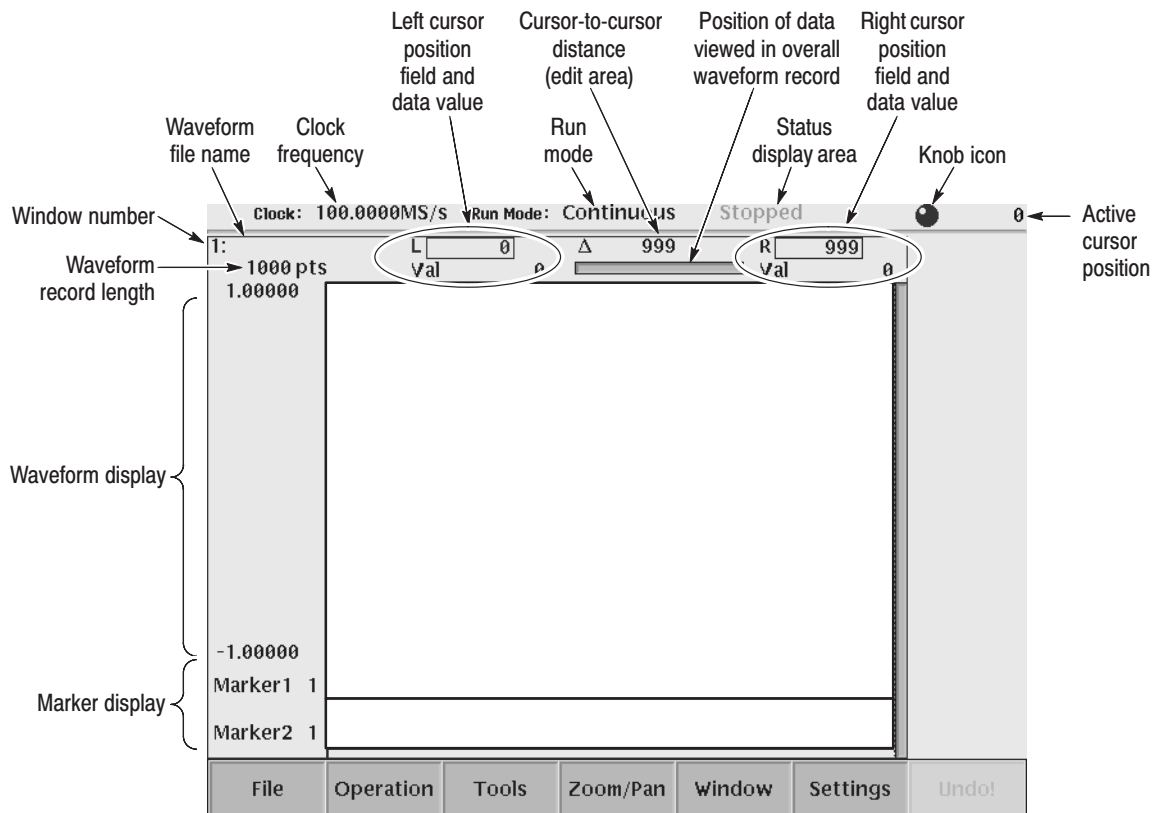 Left cursor
position
field and
data value
Cursor-to-cursor
distance
(edit area)
Position of data
viewed in overall
waveform record
Right cursor
position
field and
data value
Waveform
file name
Clock
frequency
Run
mode
Status
display area
Knob icon
Window number
Clock: 100.0000MS/s Run Mode: Continuous Stopped 0
Active
cursor
position
1: L 0 Δ 999 R 999
Waveform
record length
1000 pts Val 0 Val 0
1.00000
Waveform display
-1.00000
Marker display
Marker1 1
Marker2 1
File Operation Tools Zoom/Pan Window Settings Undo!